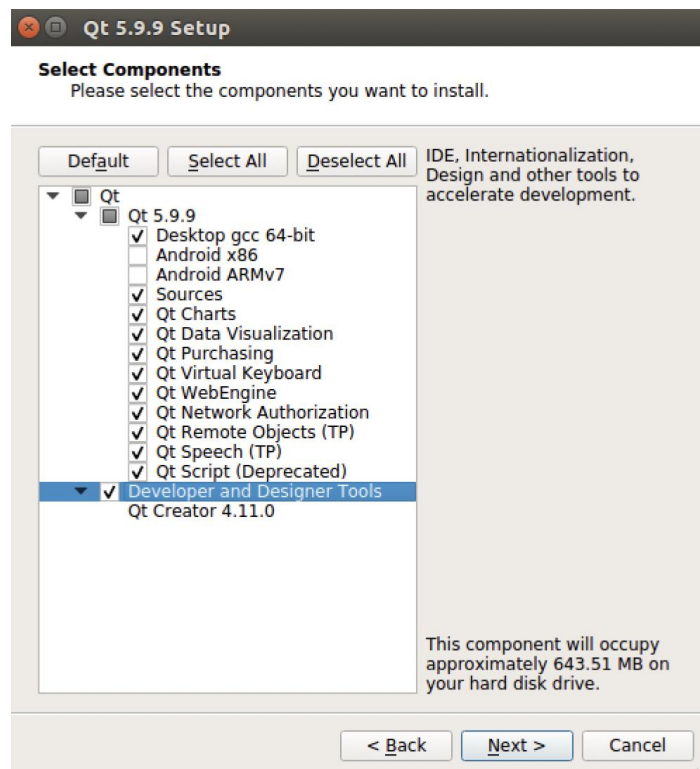 Qt 5.9.9 Setup
Select Components
Please select the components you want to install.
Default
Select All
Deselect All
IDE, Internationalization,
Design and other tools to
accelerate development.
Qt
Qt 5.9.9
Desktop gcc 64-bit
Android x86
Android ARMv7
Sources
Qt Charts
Qt Data Visualization
Qt Purchasing
Qt Virtual Keyboard
Qt WebEngine
Qt Network Authorization
Qt Remote Objects (TP)
Qt Speech (TP)
Qt Script (Deprecated)
Developer and Designer Tools
Qt Creator 4.11.0
This component will occupy
approximately 643.51 MB on
your hard disk drive.
< Back
Next >
Cancel